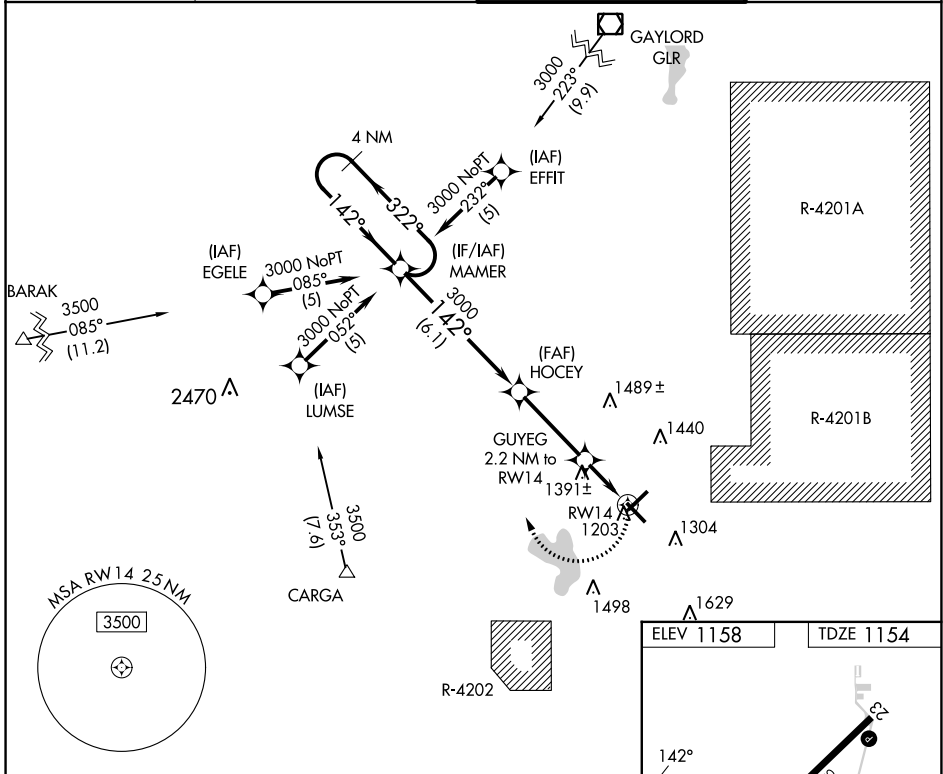 GAYLORD
GLR
3000
223°
(9.9)
4 NM
(IAF)
EFFIT
3000 NoPT
232°
(5)
322°
142°
R-4201A
(IAF)
EGELE
3000 NoPT
085°
(5)
(IF/IAF)
MAMER
BARAK
3500
085°
(11.2)
3000 NoPT
052°
(5)
3000
142°
(6.1)
(IAF)
LUMSE
2470
(FAF)
HOCEY
1489±
1440
R-4201B
GUYEG
2.2 NM to
RW14
1391±
RW14
1203
1304
3500
353°
(7.6)
CARGA
1498
1629
MSA RW14 25 NM
3500
R-4202
ELEV 1158
TDZE 1154
23
P
142°